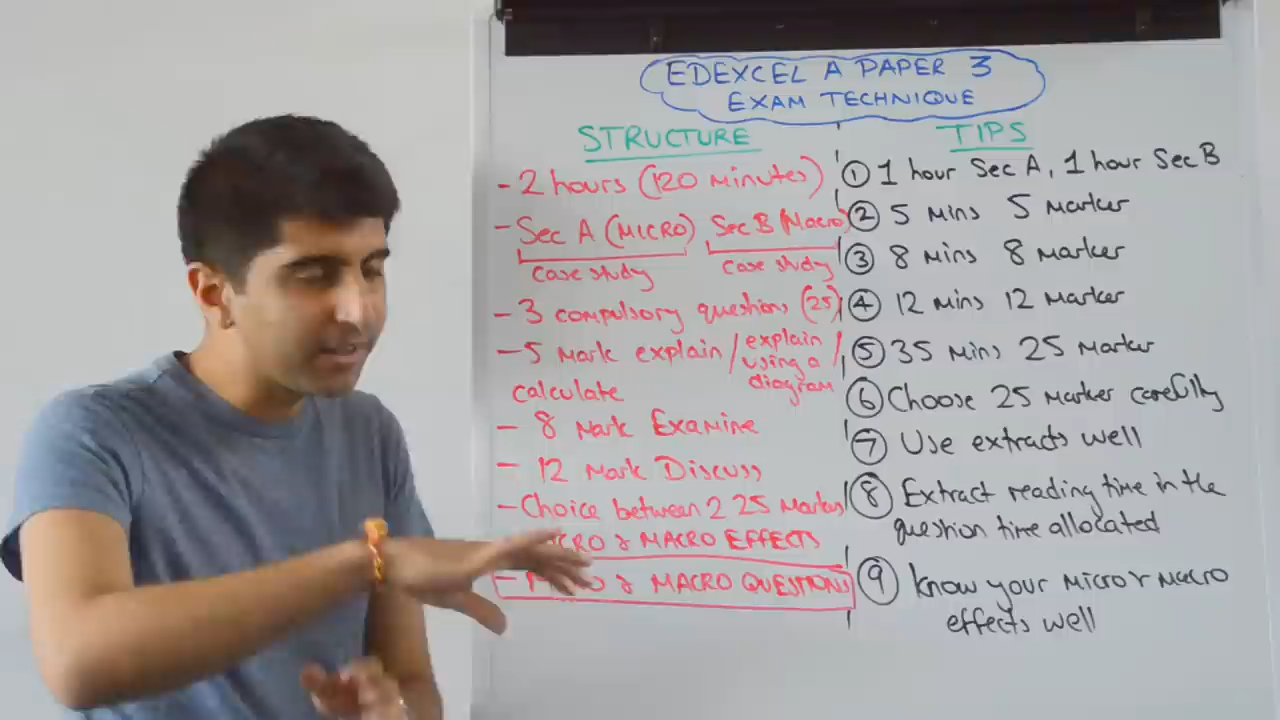 EDEXCEL A PAPER 3
EXAM TECHNIQUE
STRUCTURE
- 2 hours (120 minutes)
- Sec A (MICRO) Sec B (Macro)
case study case study
- 3 compulsory questions (25)
- 5 Mark explain / explain using a diagram /
calculate
- 8 Mark Examine
- 12 Mark Discuss
- Choice between 2 25 Marks
& MACRO EFFECTS
- & MACRO QUESTIONS
TIPS
① 1 hour Sec A, 1 hour Sec B
② 5 Mins 5 Marker
③ 8 Mins 8 Marker
④ 12 Mins 12 Marker
⑤ 35 Mins 25 Marker
⑥ Choose 25 Marker carefully
⑦ Use extracts well
⑧ Extract reading time in the
question time allocated
⑨ Know your Micro & Macro
effects well